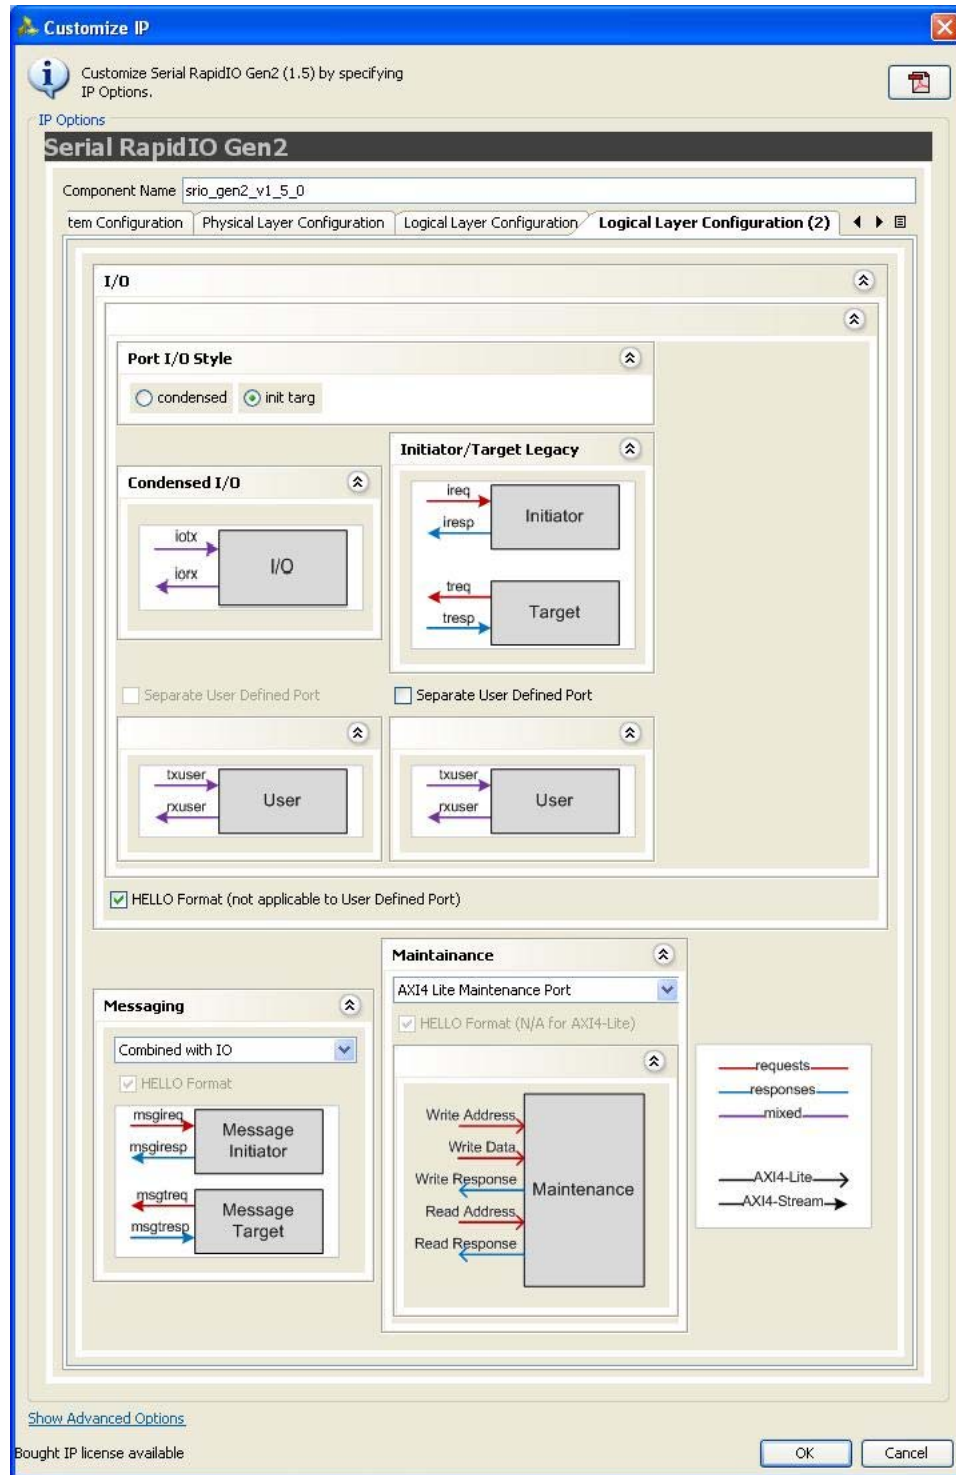 Customize IP
Customize Serial RapidIO Gen2 (1.5) by specifying
IP Options.
IP Options
Serial RapidIO Gen2
Component Name srio_gen2_v1_5_0
tem Configuration Physical Layer Configuration Logical Layer Configuration Logical Layer Configuration (2)
I/O
Port I/O Style
condensed init targ
Initiator/Target Legacy
Condensed I/O
ireq
iresp
Initiator
iotx
iorx
I/O
treq
tresp
Target
Separate User Defined Port Separate User Defined Port
txuser
rxuser
User
txuser
rxuser
User
HELLO Format (not applicable to User Defined Port)
Maintainance
AXI4 Lite Maintenance Port
HELLO Format (N/A for AXI4-Lite)
Messaging
Combined with IO
HELLO Format
msgireq
msgiresp
Message
Initiator
msgtreq
msgtresp
Message
Target
Write Address
Write Data
Write Response
Read Address
Read Response
Maintenance
requests
responses
mixed
AXI4-Lite
AXI4-Stream
Show Advanced Options
Bought IP license available
OK Cancel